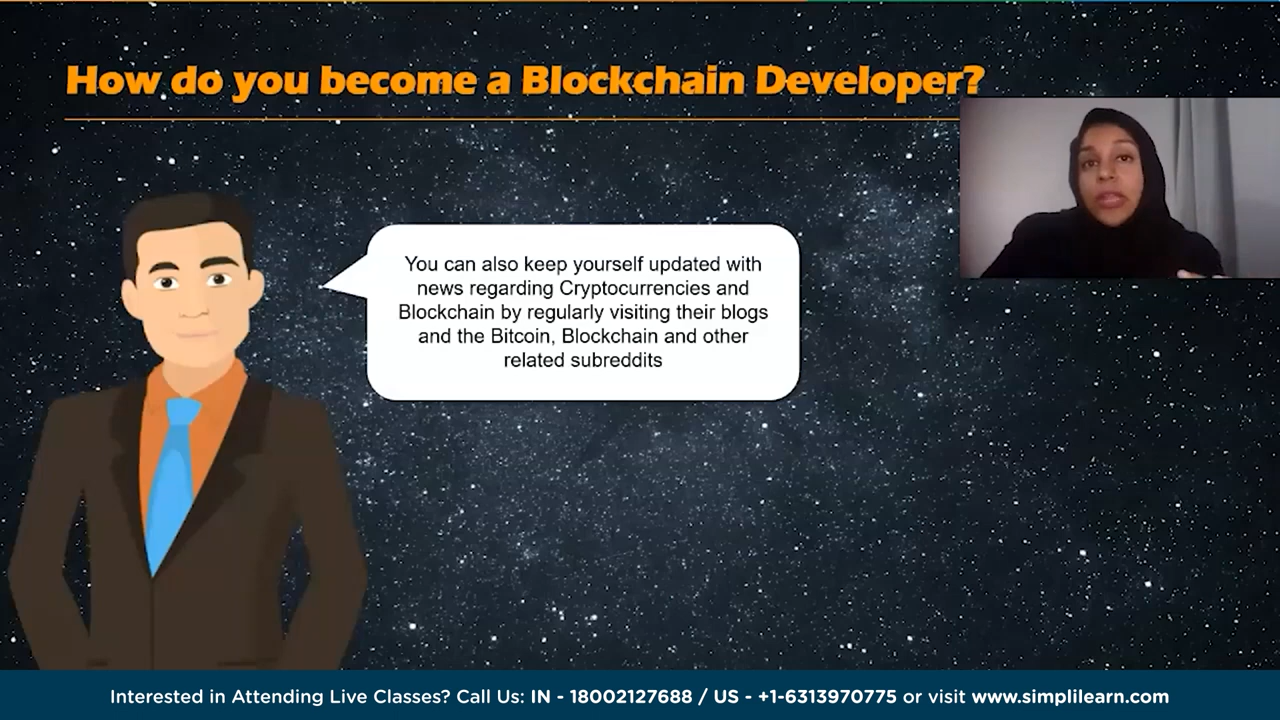 How do you become a Blockchain Developer?
You can also keep yourself updated with
news regarding Cryptocurrencies and
Blockchain by regularly visiting their blogs
and the Bitcoin, Blockchain and other
related subreddits
Interested in Attending Live Classes? Call Us: IN - 18002127688 / US - +1-6313970775 or visit www.simplilearn.com